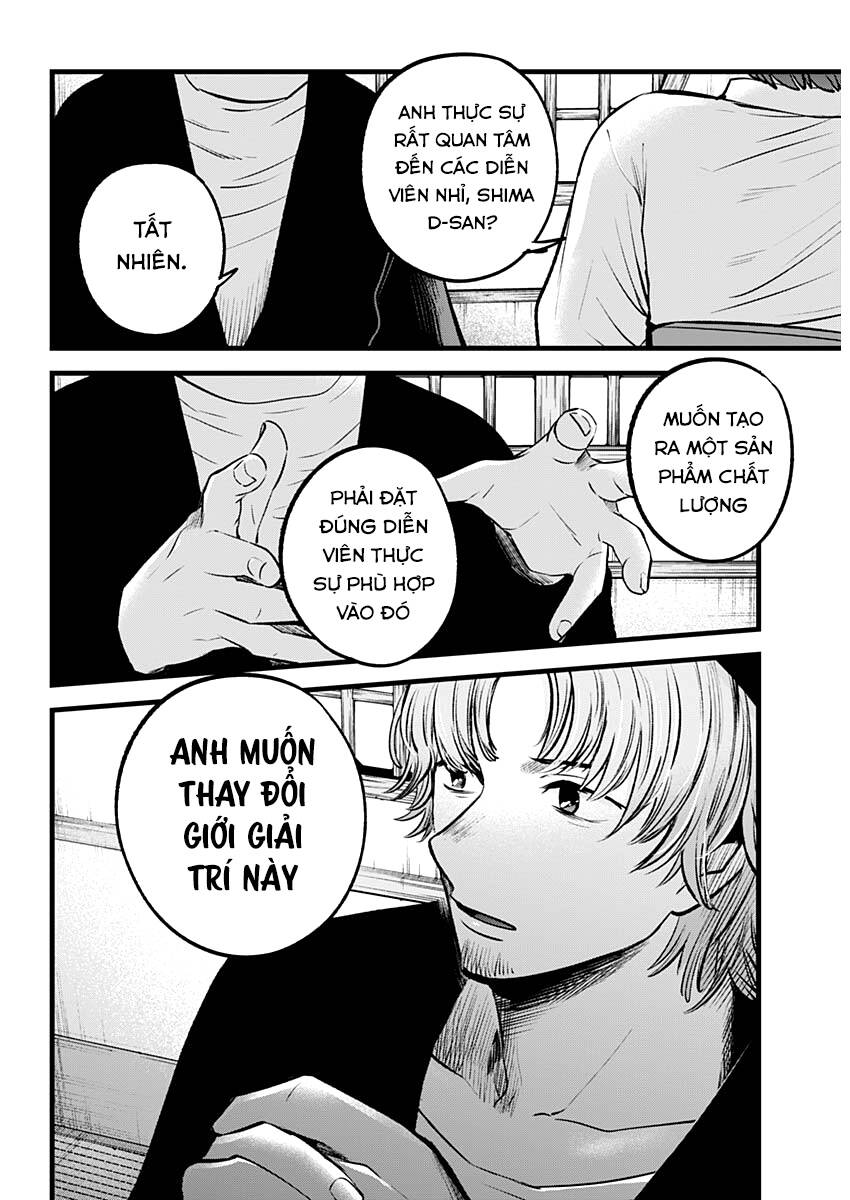 ANH THỰC SỰ
RẤT QUAN TÂM
ĐẾN CÁC DIỄN
VIÊN NHỈ, SHIMA
D-SAN?
TẤT
NHIÊN.
MUỐN TẠO
RA MỘT SẢN
PHẨM CHẤT
LƯỢNG
PHẢI ĐẶT
ĐÚNG DIỄN
VIÊN THỰC
SỰ PHÙ HỢP
VÀO ĐÓ
ANH MUỐN
THAY ĐỔI
GIỚI GIẢI
TRÍ NÀY